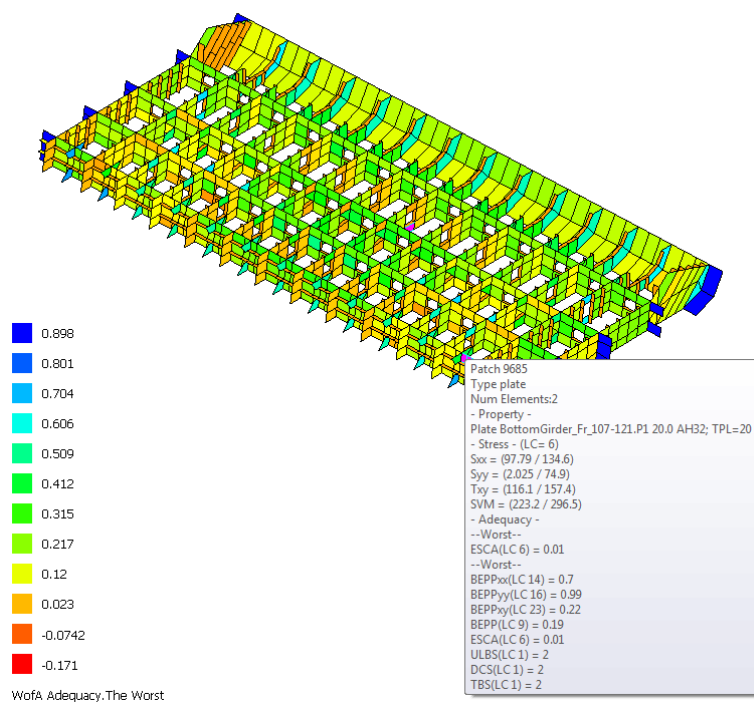 0.898
0.801
0.704
0.606
0.509
0.412
0.315
0.217
0.12
0.023
-0.0742
-0.171
WofA Adequacy.The Worst
Patch 9685
Type plate
Num Elements:2
- Property -
Plate BottomGirder_Fr_107-121.P1 20.0 AH32; TPL=20
- Stress - (LC= 6)
Sxx = (97.79 / 134.6)
Syy = (2.025 / 74.9)
Txy = (116.1 / 157.4)
SVM = (223.2 / 296.5)
- Adequacy -
--Worst--
ESCA(LC 6) = 0.01
--Worst--
BEPPxx(LC 14) = 0.7
BEPPyy(LC 16) = 0.99
BEPPxy(LC 23) = 0.22
BEPP(LC 9) = 0.19
ESCA(LC 6) = 0.01
ULBS(LC 1) = 2
DCS(LC 1) = 2
TBS(LC 1) = 2